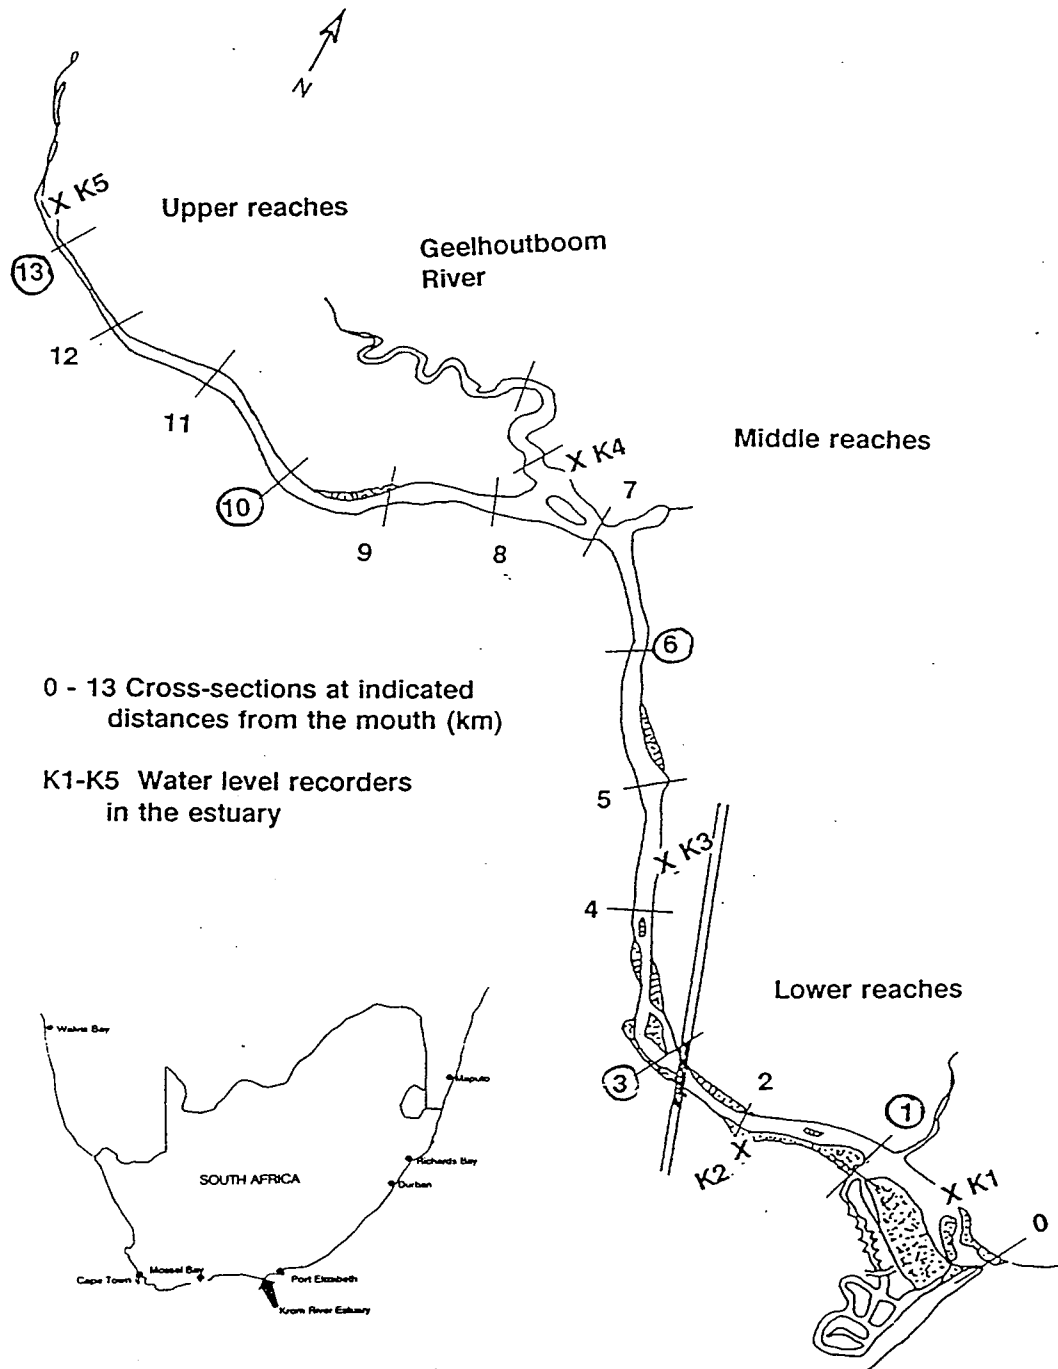 N
X K5
Upper reaches
Geelhoutboom
River
13
12
11
X K4
Middle reaches
10
7
9
8
6
0 - 13 Cross-sections at indicated
distances from the mouth (km)
K1-K5 Water level recorders
in the estuary
5
X K3
4
Lower reaches
Walvis Bay
3
2
1
Maputo
K2 X
Richards Bay
SOUTH AFRICA
Durban
X K1
0
Mossel Bay
Cape Town
Port Elizabeth
Krom River Estuary